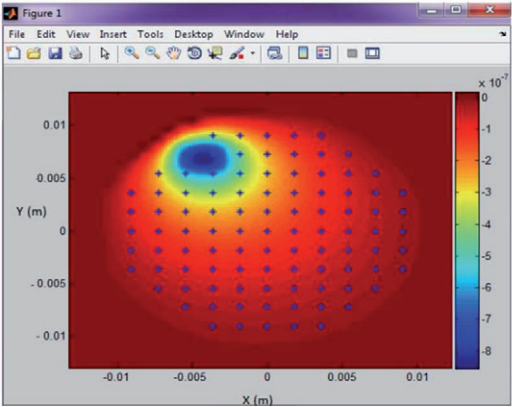 Figure 1
File Edit View Insert Tools Desktop Window Help
x 10-7
0
-1
-2
-3
-4
-5
-6
-7
-8
0.01
0.005
0
-0.005
-0.01
Y (m)
-0.01 -0.005 0 0.005 0.01
X (m)